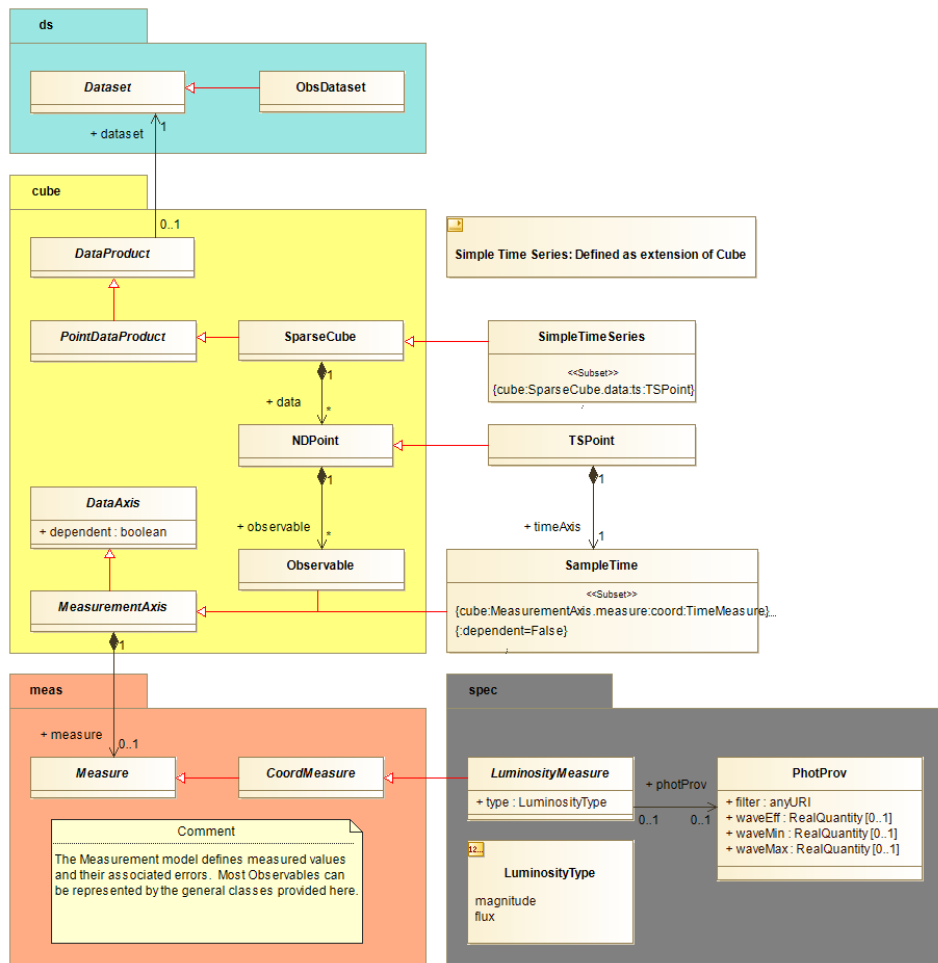 ds
Dataset
ObsDataset
+ dataset
1
0..1
cube
DataProduct
Simple Time Series: Defined as extension of Cube
PointDataProduct
SparseCube
SimpleTimeSeries
<<Subset>>
{cube:SparseCube.data:ts:TSPoint}
1
+ data
*
NDPoint
TSPoint
1
1
DataAxis
+ dependent : boolean
+ observable
*
+ timeAxis
1
Observable
SampleTime
<<Subset>>
{cube:MeasurementAxis.measure:coord:TimeMeasure}...
{:dependent=False}
MeasurementAxis
1
meas
spec
+ measure
0..1
Measure
CoordMeasure
LuminosityMeasure
+ type : LuminosityType
+ photProv
0..1
0..1
PhotProv
+ filter : anyURI
+ waveEff : RealQuantity [0..1]
+ waveMin : RealQuantity [0..1]
+ waveMax : RealQuantity [0..1]
Comment
The Measurement model defines measured values
and their associated errors. Most Observables can
be represented by the general classes provided here.
12...
LuminosityType
magnitude
flux